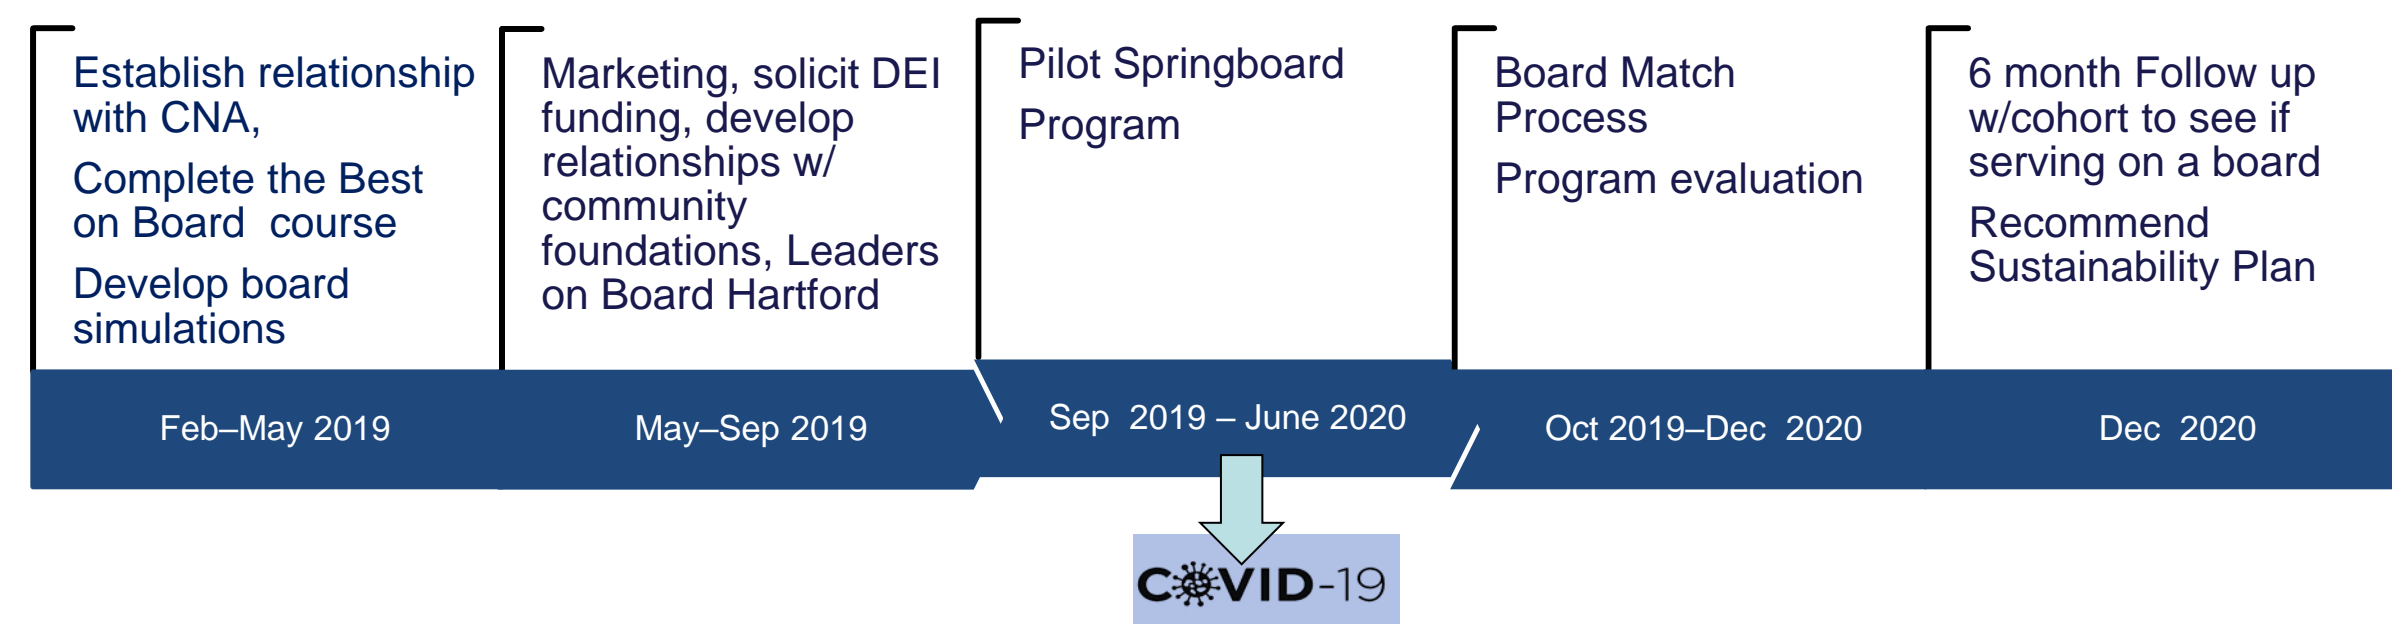 Establish relationship
with CNA,
Complete the Best
on Board course
Develop board
simulations
Marketing, solicit DEI
funding, develop
relationships w/
community
foundations, Leaders
on Board Hartford
Pilot Springboard
Program
Board Match
Process
Program evaluation
6 month Follow up
w/cohort to see if
serving on a board
Recommend
Sustainability Plan
Feb–May 2019
May–Sep 2019
Sep 2019 – June 2020
Oct 2019–Dec 2020
Dec 2020
COVID-19